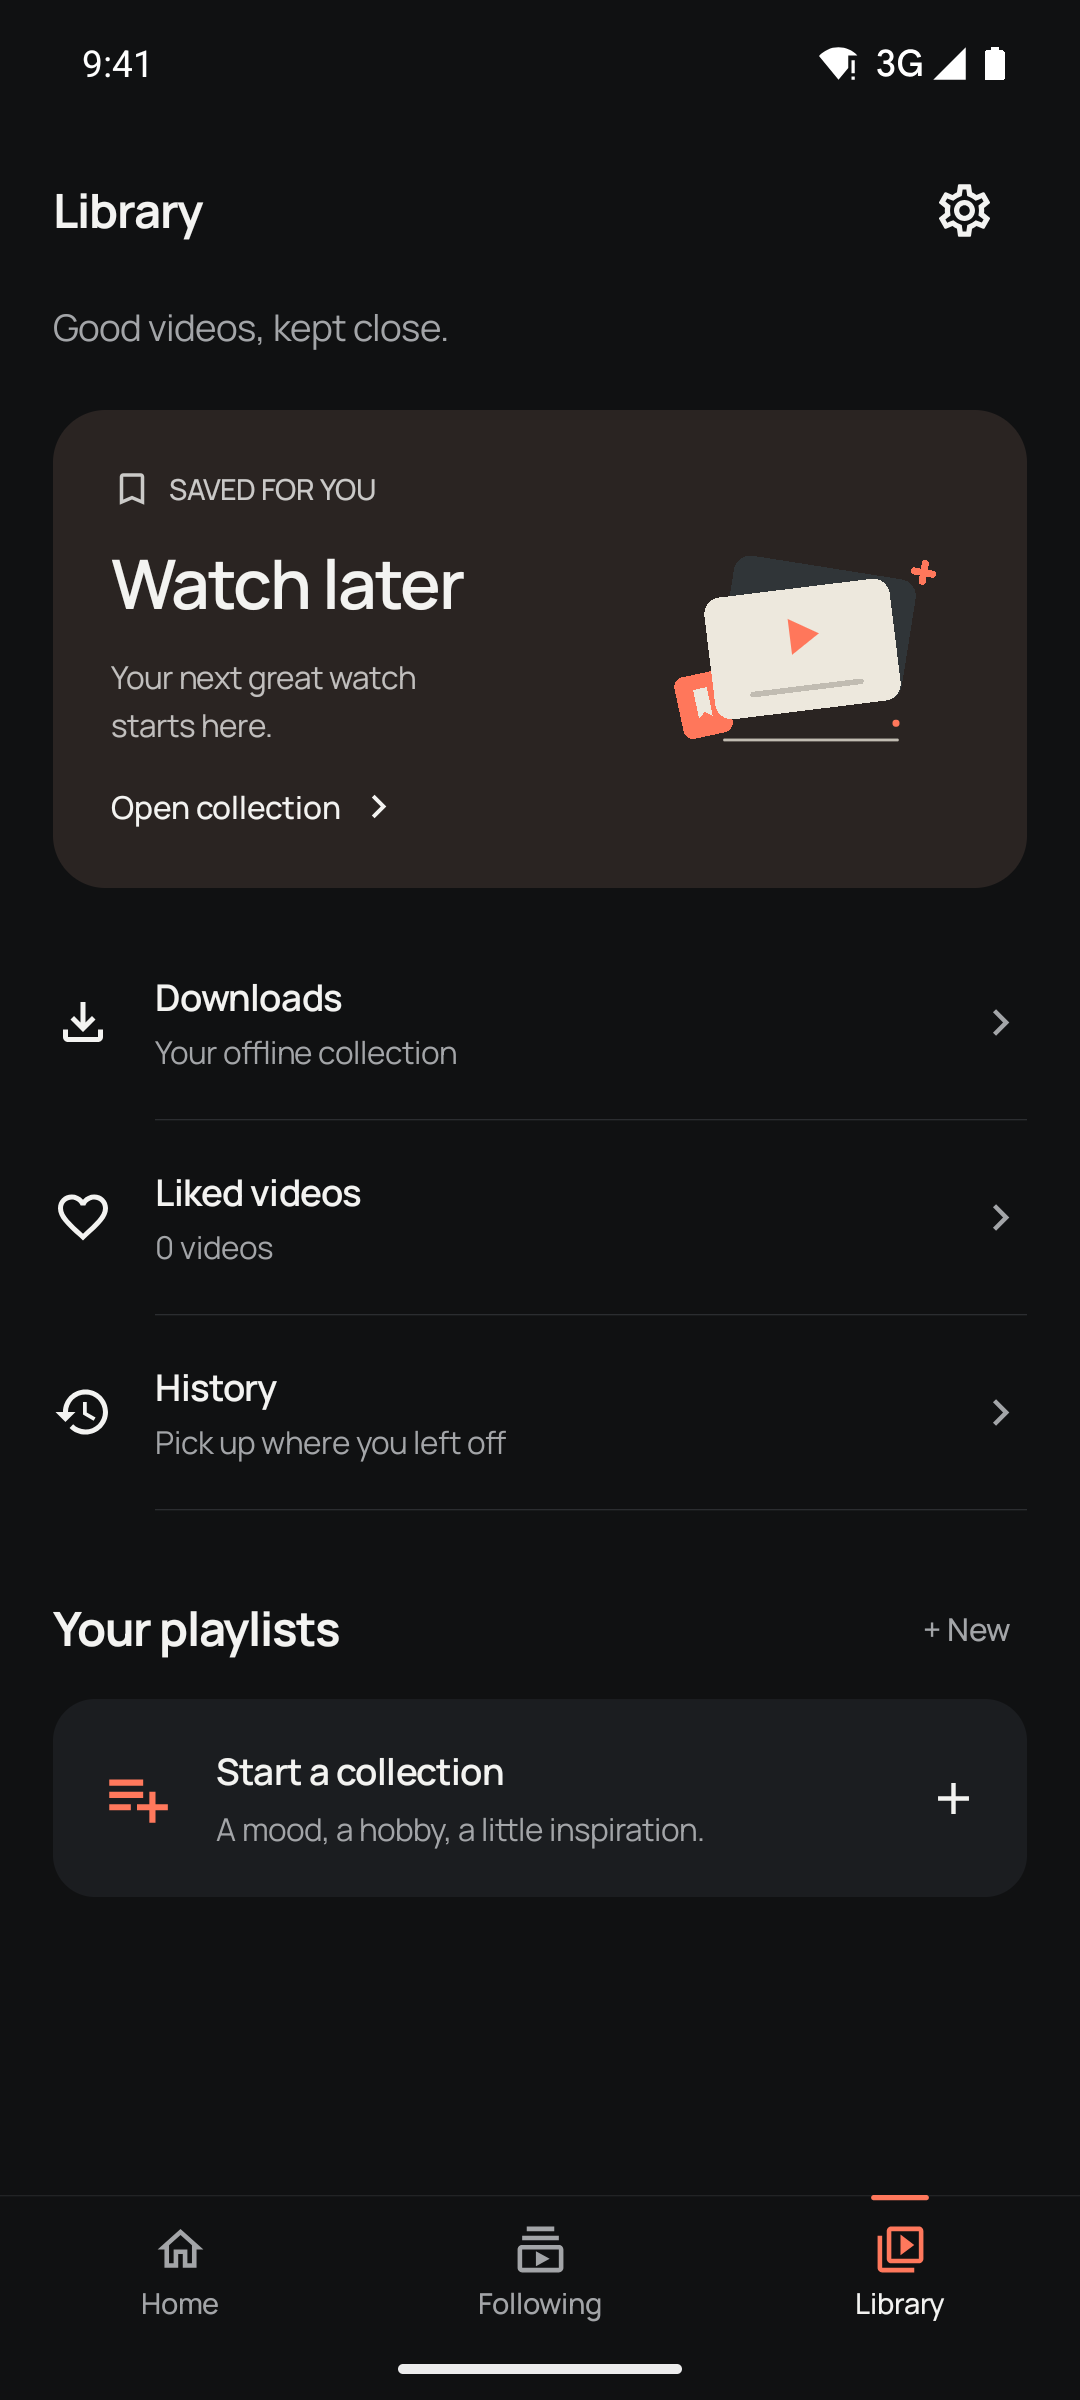 9:41
3G
Library
Good videos, kept close.
SAVED FOR YOU
Watch later
Your next great watch
starts here.
Open collection
Downloads
Your offline collection
Liked videos
0 videos
History
Pick up where you left off
Your playlists
+ New
Start a collection
A mood, a hobby, a little inspiration.
Home
Following
Library